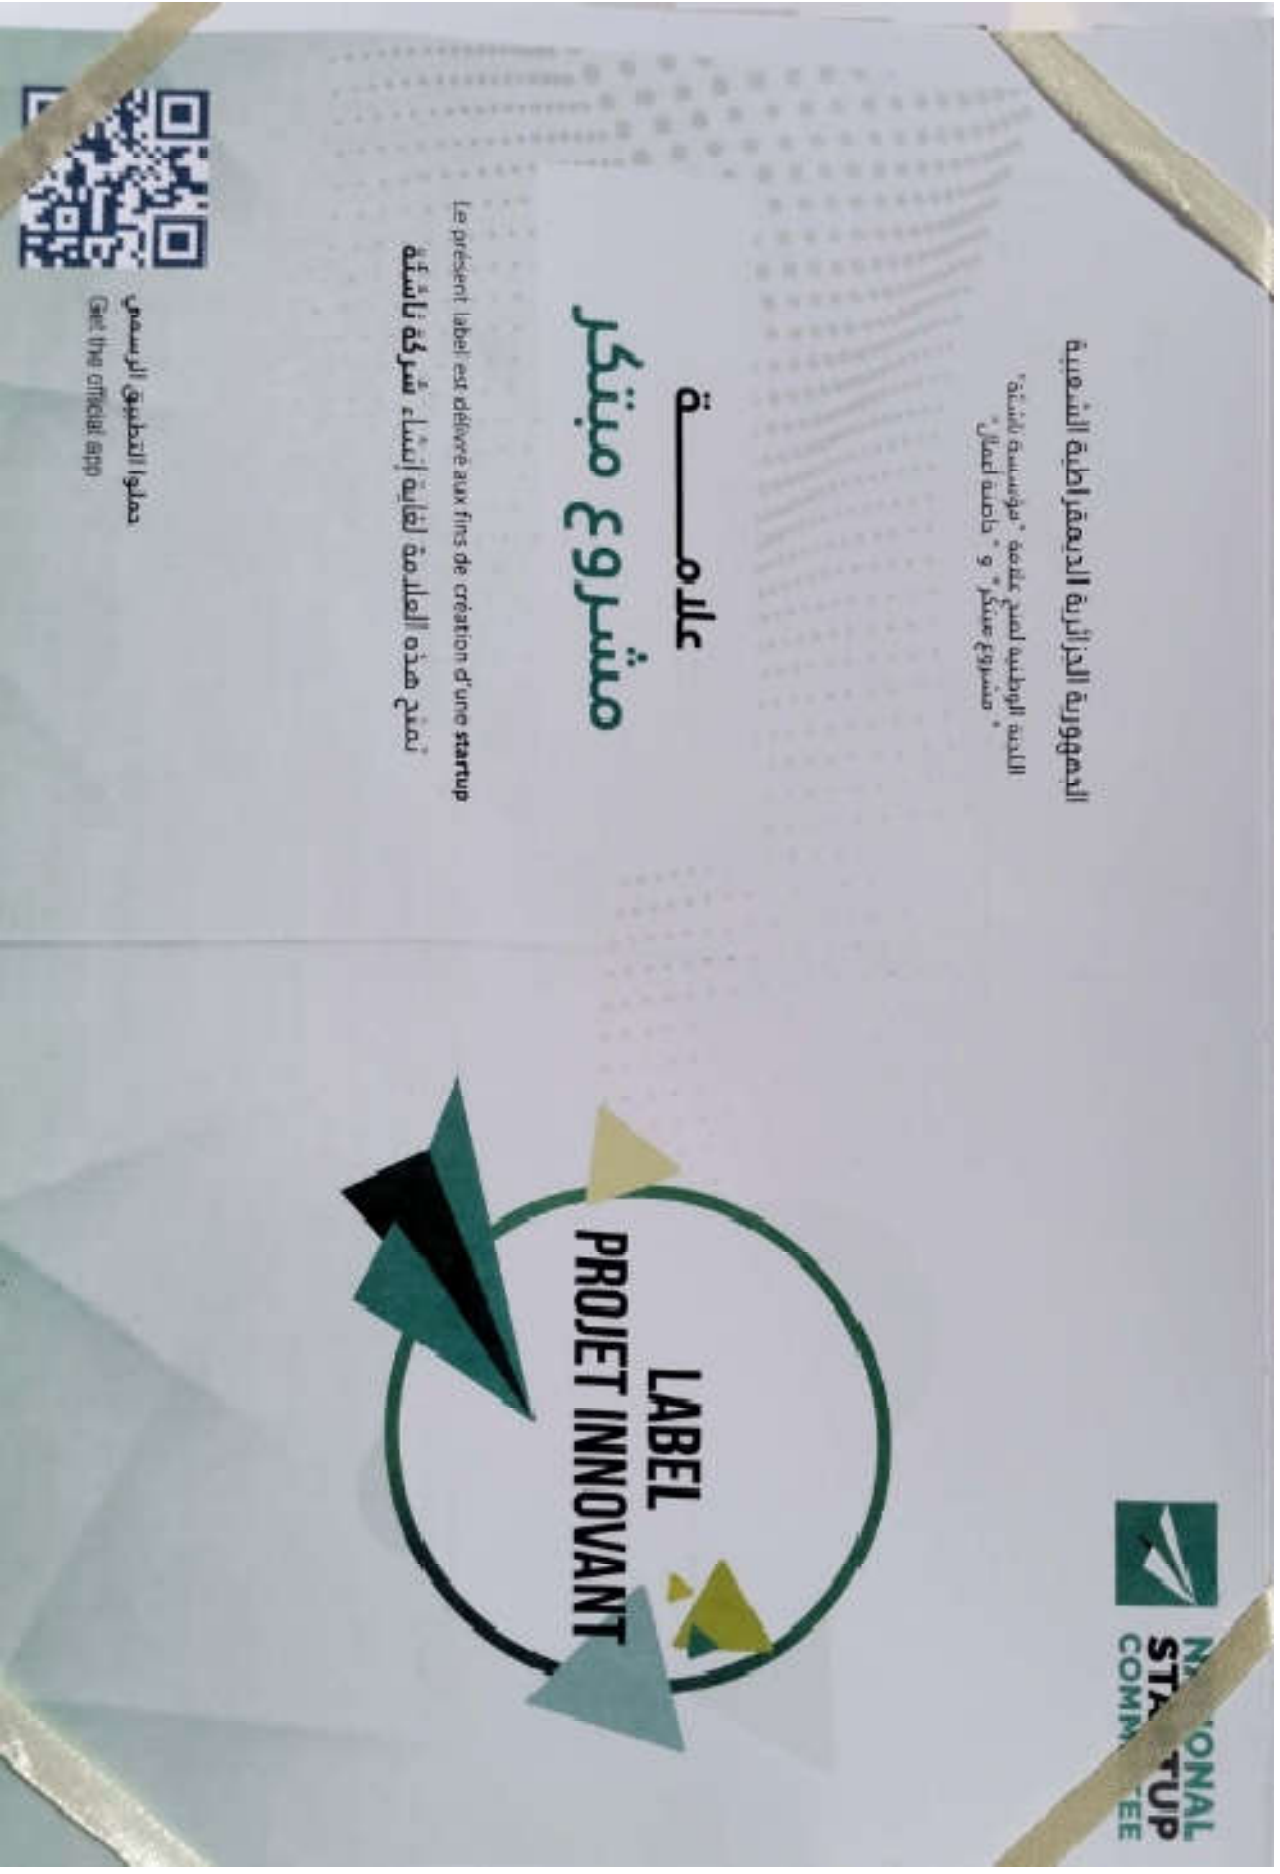 الجمهورية الجزائرية الديمقراطية الشعبية
اللجنة الوطنية لمنح علامة "مؤسسة ناشئة"
"مشروع مبتكر" و "حاضنة أعمال"
علامـــــة
مشروع مبتكر
Le présent label est délivré aux fins de création d'une startup
تمنح هذه العلامة لغاية إنشاء شركة ناشئة
حملوا التطبيق الرسمي
Get the official app
LABEL
PROJET INNOVANT